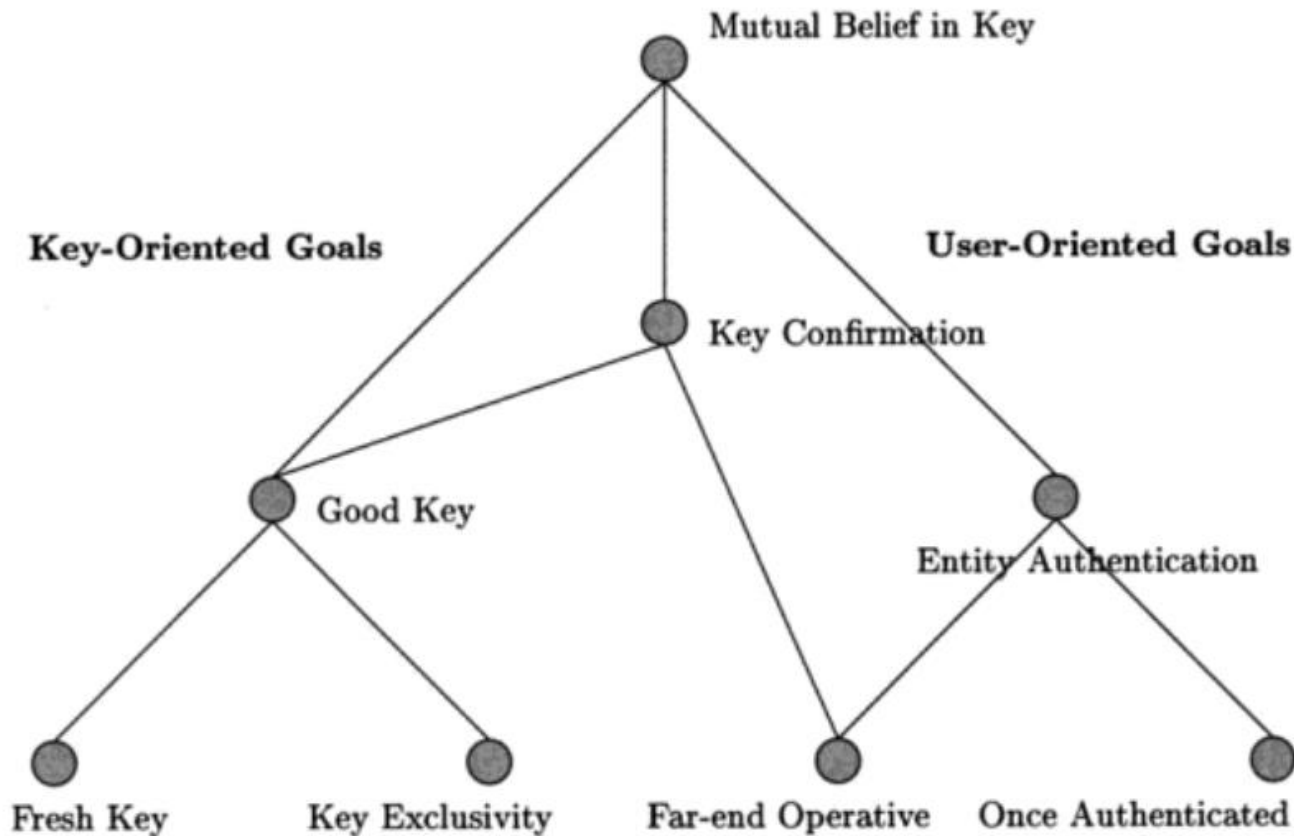 Mutual Belief in Key
Key-Oriented Goals
User-Oriented Goals
Key Confirmation
Good Key
Entity Authentication
Fresh Key
Key Exclusivity
Far-end Operative
Once Authenticated